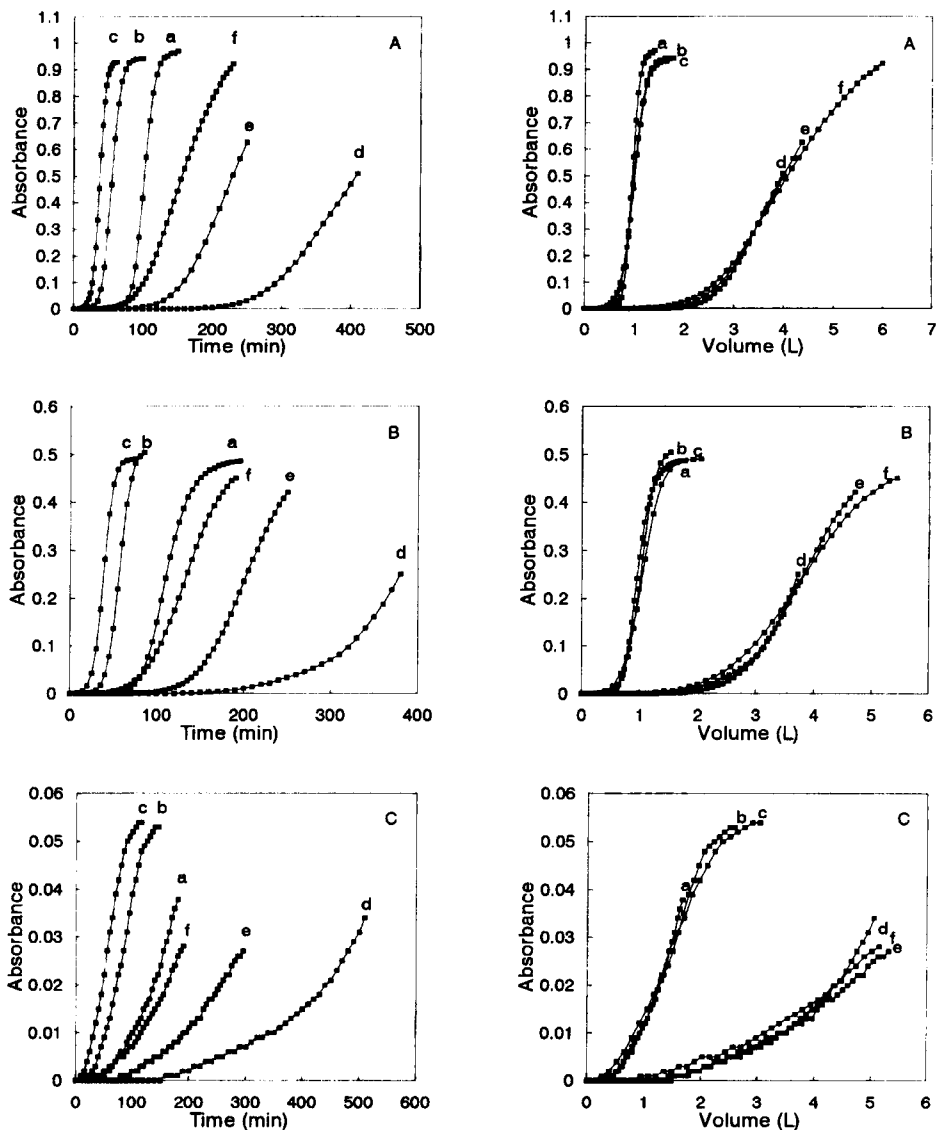 1.1
1
0.9
0.8
0.7
0.6
0.5
0.4
0.3
0.2
0.1
0
Absorbance
c b a f A
e
d
0 100 200 300 400 500
Time (min)
1.1
1
0.9
0.8
0.7
0.6
0.5
0.4
0.3
0.2
0.1
0
Absorbance
a b A
c
f
e
d
0 1 2 3 4 5 6 7
Volume (L)
0.6
0.5
0.4
0.3
0.2
0.1
0
Absorbance
c b a B
f e
d
0 100 200 300 400
Time (min)
0.6
0.5
0.4
0.3
0.2
0.1
0
Absorbance
b c B
a
e f
d
0 1 2 3 4 5 6
Volume (L)
0.06
0.05
0.04
0.03
0.02
0.01
0
Absorbance
c b C
a
f e d
0 100 200 300 400 500 600
Time (min)
0.06
0.05
0.04
0.03
0.02
0.01
0
Absorbance
b c C
a
d
f
e
0 1 2 3 4 5 6
Volume (L)